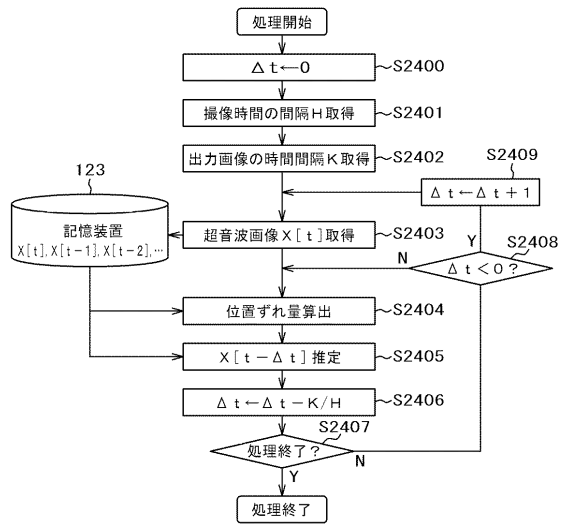 処理開始
Δt←0
S2400
撮像時間の間隔H取得
S2401
出力画像の時間間隔K取得
S2402
S2409
Δt←Δt+1
123
記憶装置
X[t],X[t-1],X[t-2],…
超音波画像X[t]取得
S2403
Y
S2408
N
Δt<0?
位置ずれ量算出
S2404
X[t-Δt]推定
S2405
Δt←Δt-K/H
S2406
S2407
処理終了?
N
Y
処理終了